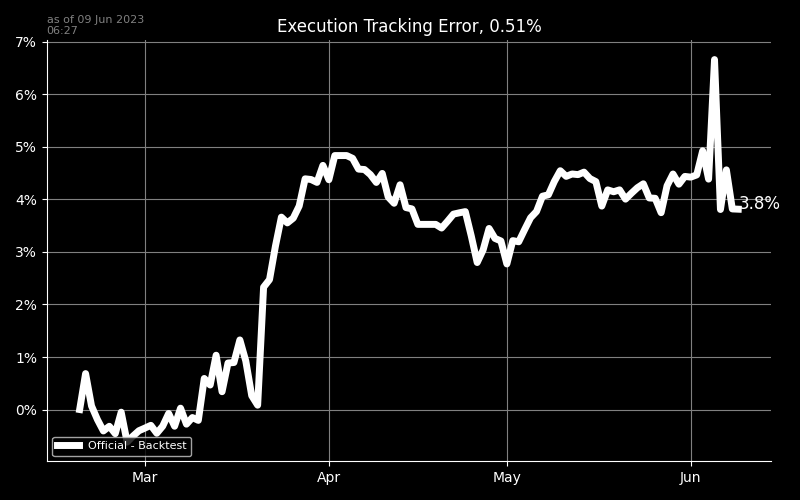 as of 09 Jun 2023
06:27
Execution Tracking Error, 0.51%
7%
6%
5%
4%
3.8%
3%
2%
1%
0%
Official - Backtest
Mar
Apr
May
Jun